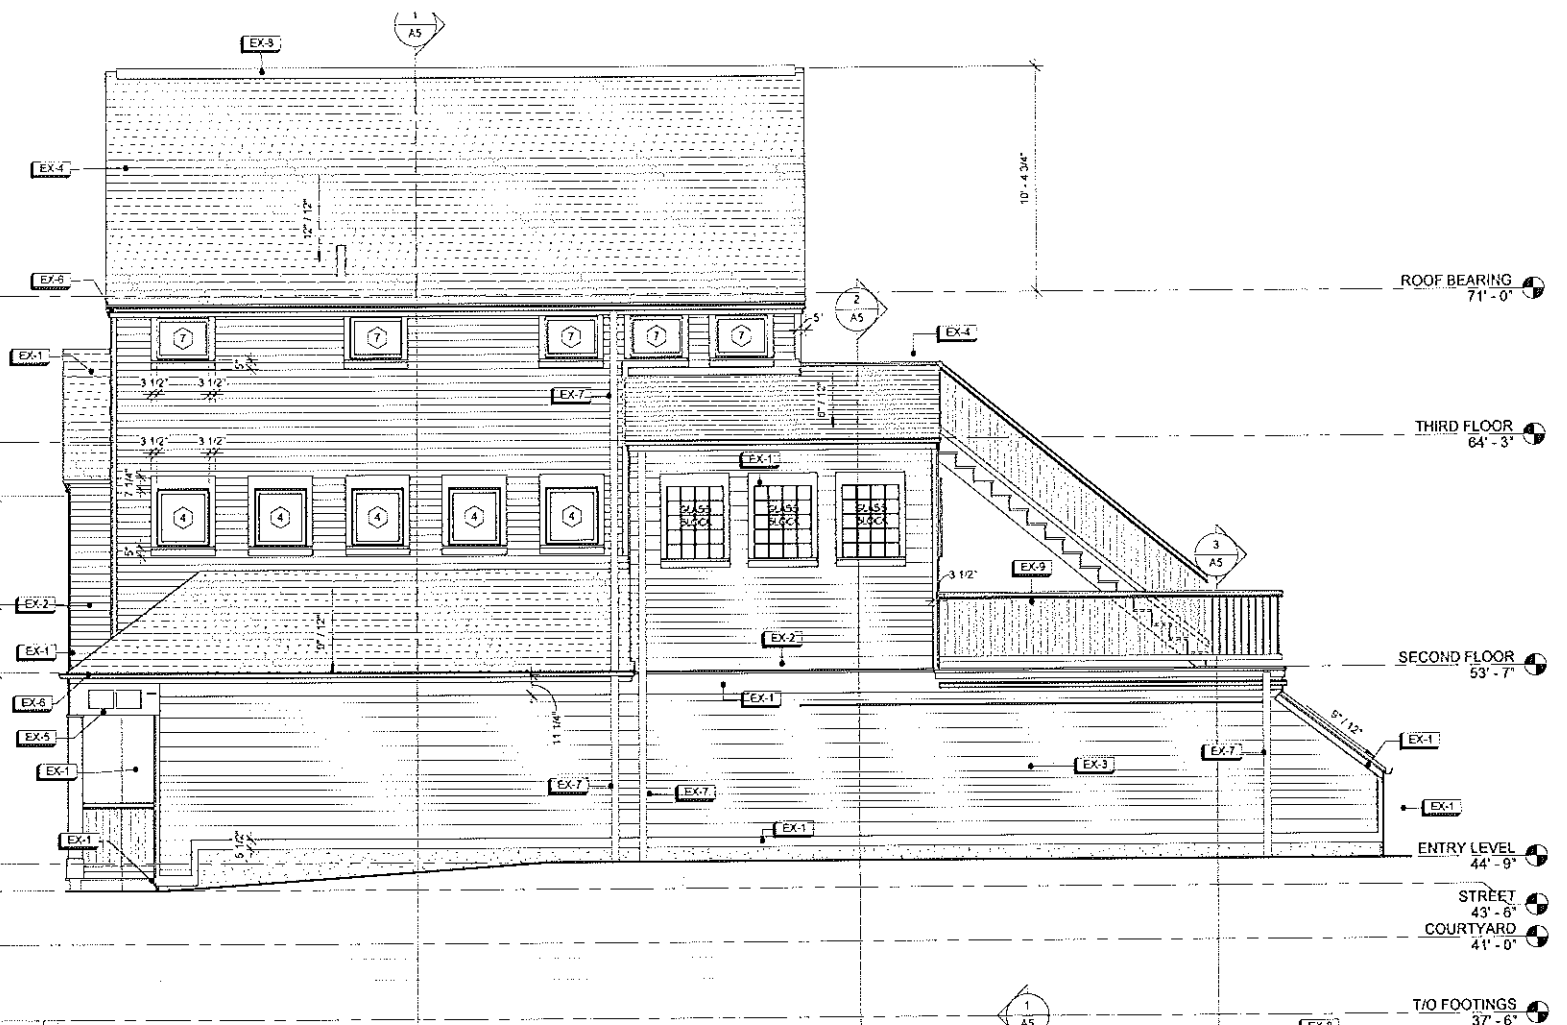 1
A5
EX-8
EX-4
10' - 4 3/4"
12" / 12"
EX-6
ROOF BEARING
71' - 0"
2
A5
5"
EX-4
7
7
7
7
7
EX-1
5"
3 1/2"
3 1/2"
EX-7
6" / 12"
THIRD FLOOR
64' - 3"
3 1/2"
3 1/2"
EX-1
7 1/4"
4
4
4
4
4
GLASS
BLOCK
GLASS
BLOCK
GLASS
BLOCK
5"
3
A5
EX-9
3 1/2"
EX-2
9" / 12"
EX-2
EX-1
SECOND FLOOR
53' - 7"
EX-6
EX-1
11 1/4"
9" / 12"
EX-5
EX-7
EX-1
EX-1
EX-3
EX-7
EX-7
EX-1
EX-1
EX-1
5 1/2"
ENTRY LEVEL
44' - 9"
STREET
43' - 6"
COURTYARD
41' - 0"
1
A5
T/O FOOTINGS
37' - 6"